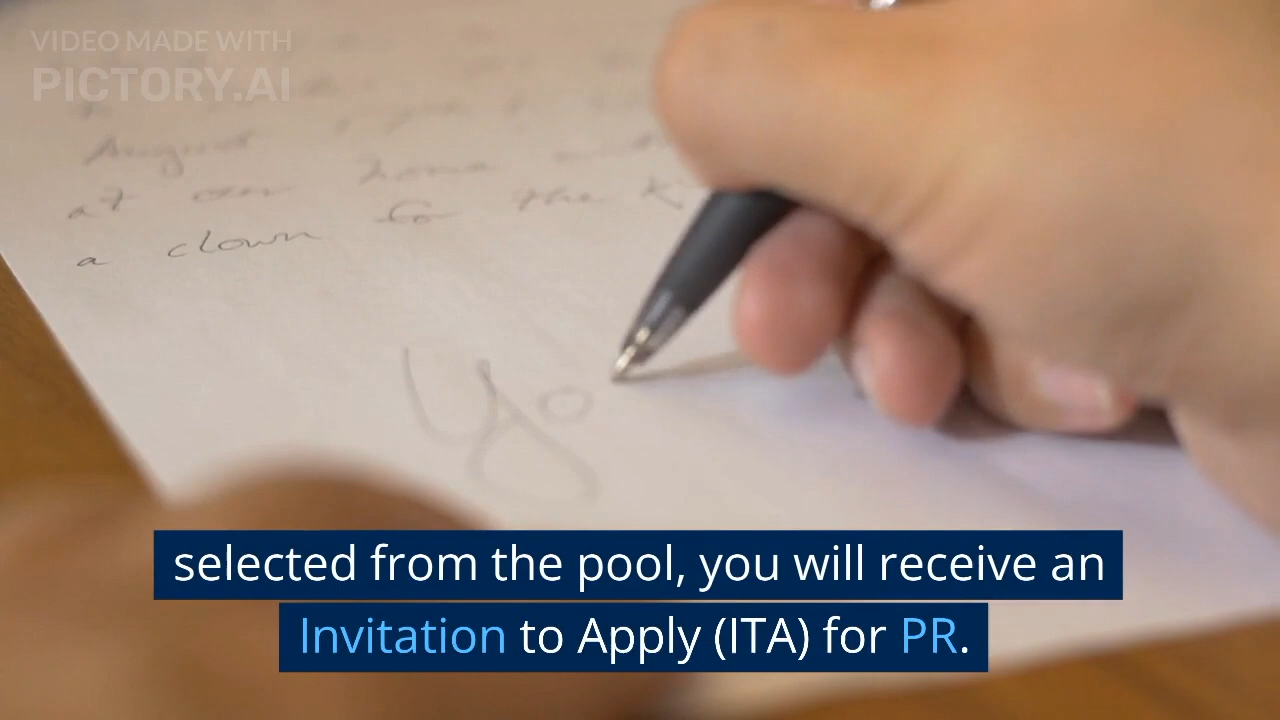 VIDEO MADE WITH
PICTORY.AI
August
at our home
a clown for the
yo
selected from the pool, you will receive an
Invitation to Apply (ITA) for PR.